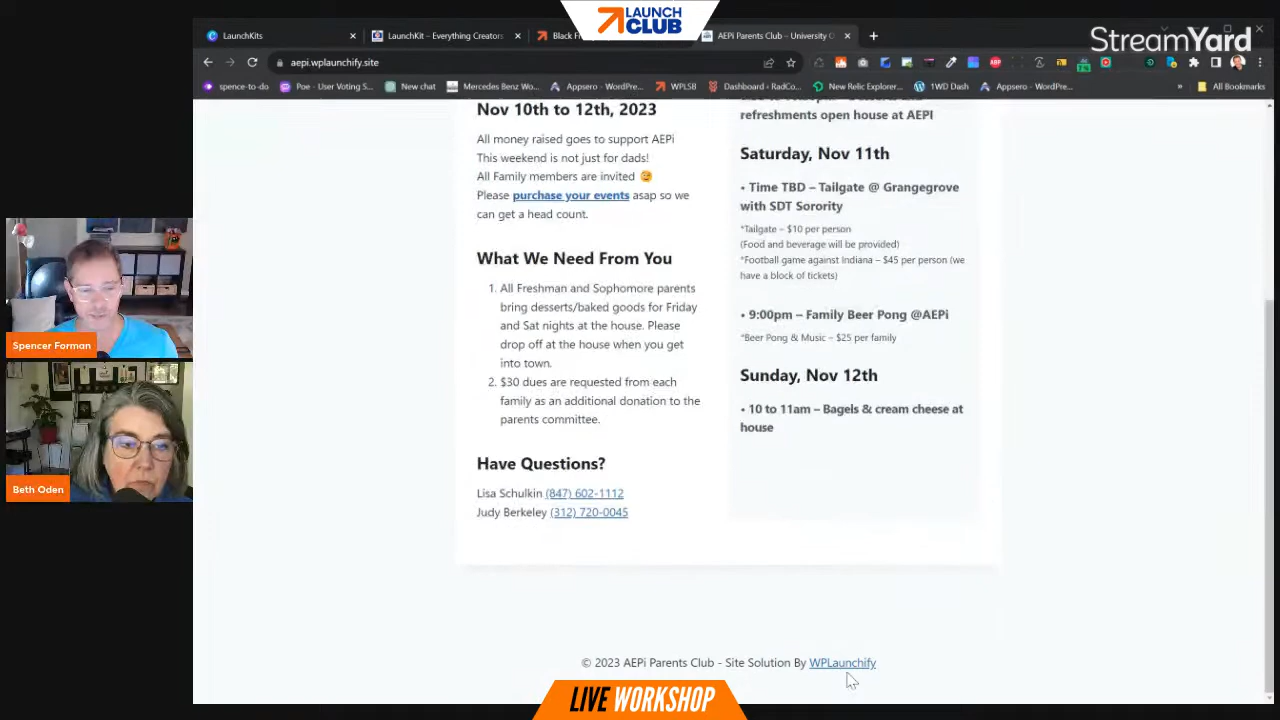 LAUNCH
CLUB
StreamYard
LaunchKits
LaunchKit – Everything Creators
Black Fri
AEPi Parents Club – University O
aepi.wplaunchify.site
spence-to-do
Poe - User Voting S...
New chat
Mercedes Benz Wo...
Appsero - WordPre...
WPLSB
Dashboard ‹ RadCo...
New Relic Explorer...
1WD Dash
Appsero - WordPre...
All Bookmarks
Nov 10th to 12th, 2023
All money raised goes to support AEPi
This weekend is not just for dads!
All Family members are invited
Please purchase your events asap so we
can get a head count.
What We Need From You
1. All Freshman and Sophomore parents
bring desserts/baked goods for Friday
and Sat nights at the house. Please
drop off at the house when you get
into town.
2. $30 dues are requested from each
family as an additional donation to the
parents committee.
Have Questions?
Lisa Schulkin (847) 602-1112
Judy Berkeley (312) 720-0045
refreshments open house at AEPI
Saturday, Nov 11th
• Time TBD – Tailgate @ Grangegrove
with SDT Sorority
*Tailgate – $10 per person
(Food and beverage will be provided)
*Football game against Indiana – $45 per person (we
have a block of tickets)
• 9:00pm – Family Beer Pong @AEPi
*Beer Pong & Music – $25 per family
Sunday, Nov 12th
• 10 to 11am – Bagels & cream cheese at
house
© 2023 AEPi Parents Club - Site Solution By WPLaunchify
Spencer Forman
Beth Oden
LIVE WORKSHOP